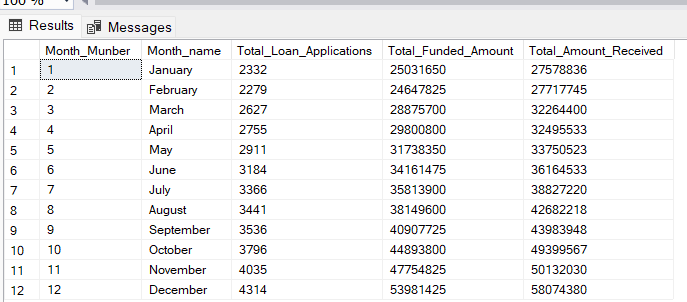 100 %
Results Messages
Month_Munber Month_name Total_Loan_Applications Total_Funded_Amount Total_Amount_Received
1 1 January 2332 25031650 27578836
2 2 February 2279 24647825 27717745
3 3 March 2627 28875700 32264400
4 4 April 2755 29800800 32495533
5 5 May 2911 31738350 33750523
6 6 June 3184 34161475 36164533
7 7 July 3366 35813900 38827220
8 8 August 3441 38149600 42682218
9 9 September 3536 40907725 43983948
10 10 October 3796 44893800 49399567
11 11 November 4035 47754825 50132030
12 12 December 4314 53981425 58074380